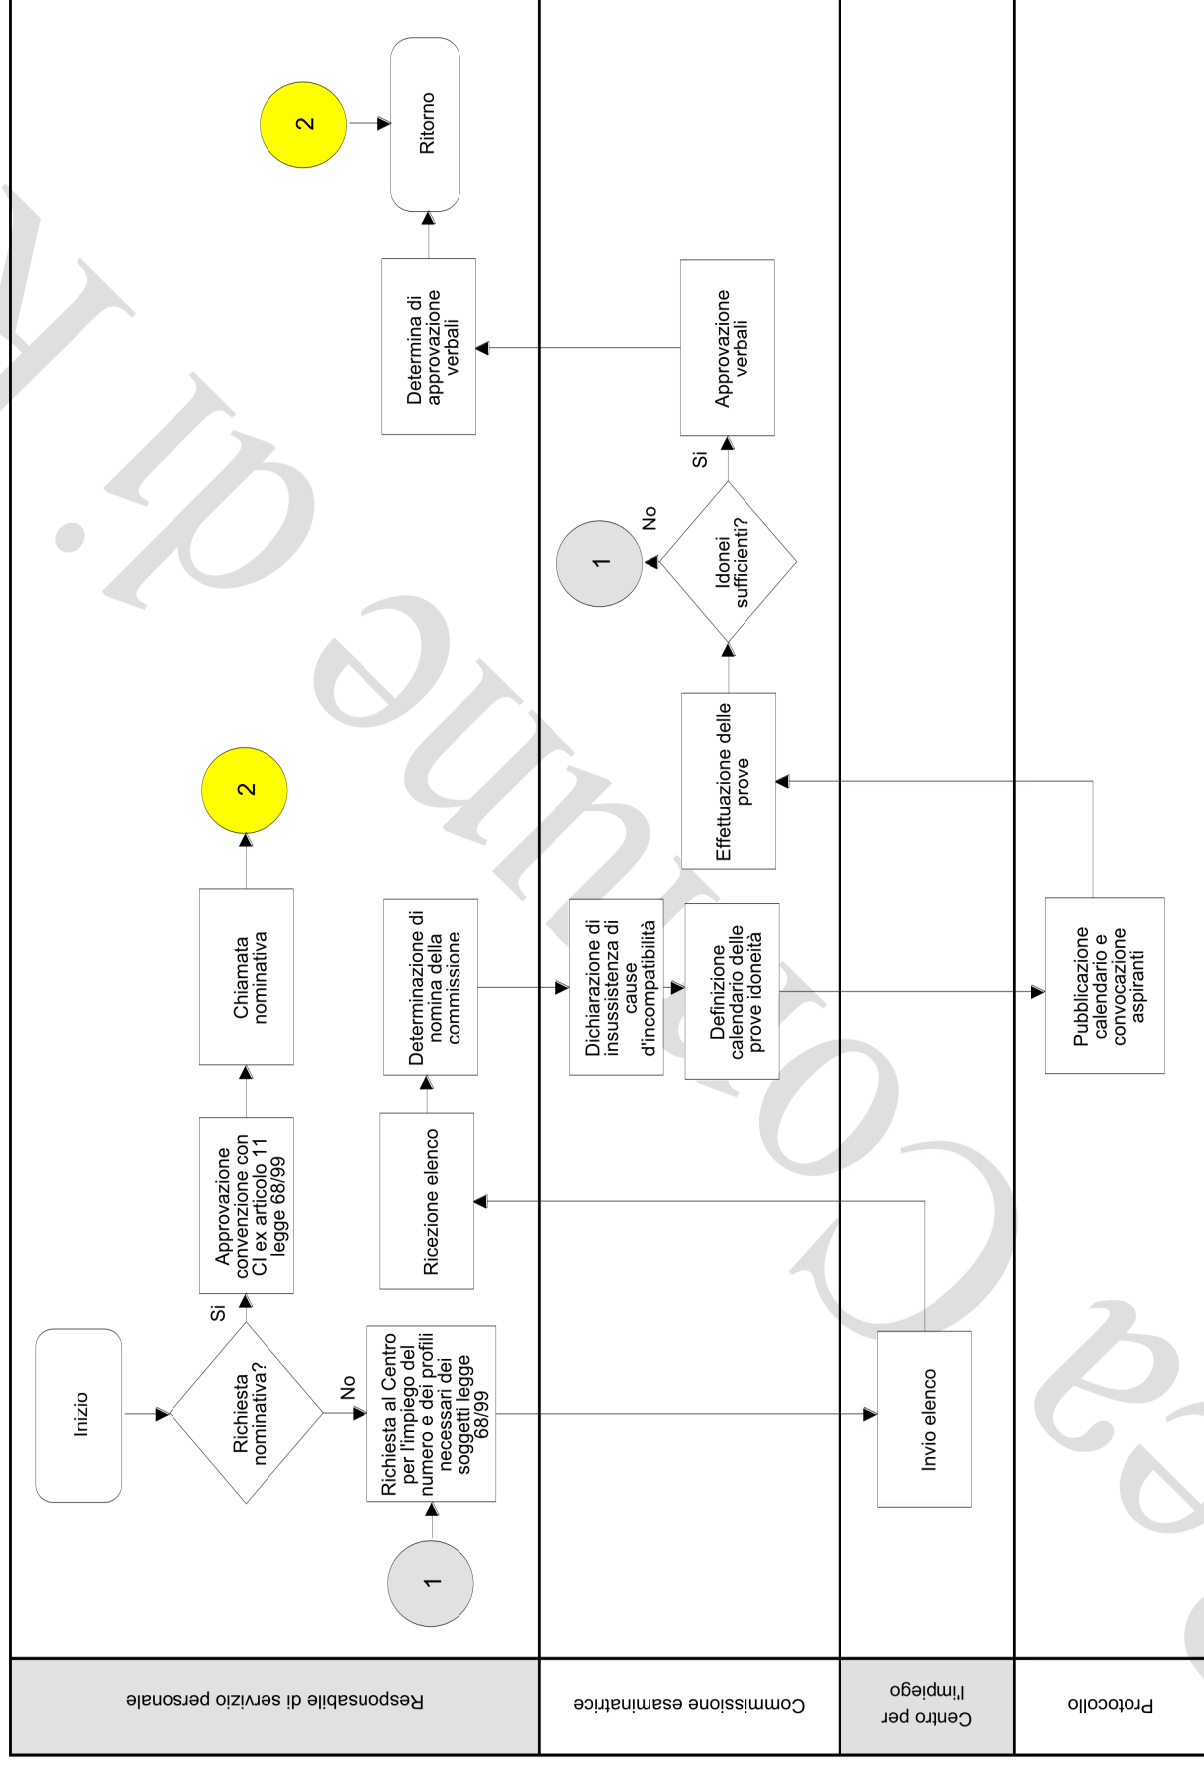 Responsabile di servizio personale
Inizio
Richiesta
nominativa?
Si
No
Approvazione
convenzione con
CI ex articolo 11
legge 68/99
Chiamata
nominativa
2
1
Richiesta al Centro
per l'impiego del
numero e dei profili
necessari dei
soggetti legge
68/99
Ricezione elenco
Determinazione di
nomina della
commissione
Determina di
approvazione
verbali
2
Ritorno
Commissione esaminatrice
Dichiarazione di
insussistenza di
cause
d'incompatibilità
Definizione
calendario delle
prove idoneità
Effettuazione delle
prove
Idonei
sufficienti?
No
1
Si
Approvazione
verbali
Centro per
l'impiego
Invio elenco
Protocollo
Pubblicazione
calendario e
convocazione
aspiranti
Comune di